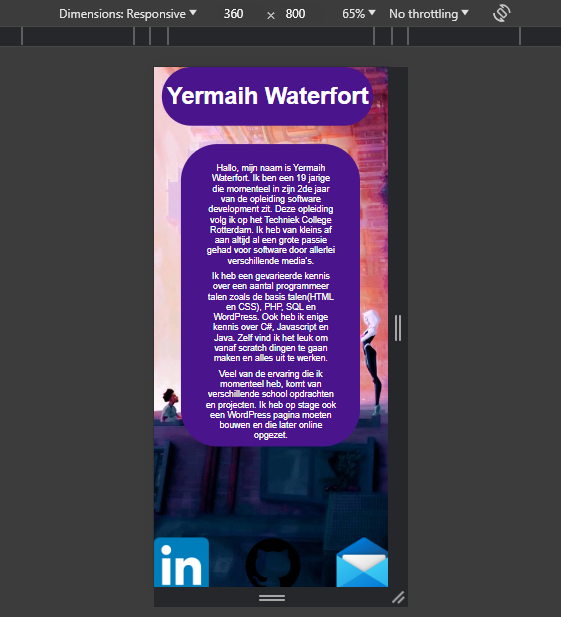 Dimensions: Responsive 360 × 800 65% No throttling
Yermaih Waterfort
Hallo, mijn naam is Yermaih
Waterfort. Ik ben een 19 jarige
die momenteel in zijn 2de jaar
van de opleiding software
development zit. Deze opleiding
volg ik op het Techniek College
Rotterdam. Ik heb van kleins af
aan altijd al een grote passie
gehad voor software door allerlei
verschillende media's.
Ik heb een gevarieerde kennis
over een aantal programmeer
talen zoals de basis talen(HTML
en CSS), PHP, SQL en
WordPress. Ook heb ik enige
kennis over C#, Javascript en
Java. Zelf vind ik het leuk om
vanaf scratch dingen te gaan
maken en alles uit te werken.
Veel van de ervaring die ik
momenteel heb, komt van
verschillende school opdrachten
en projecten. Ik heb op stage ook
een WordPress pagina moeten
bouwen en die later online
opgezet.
in